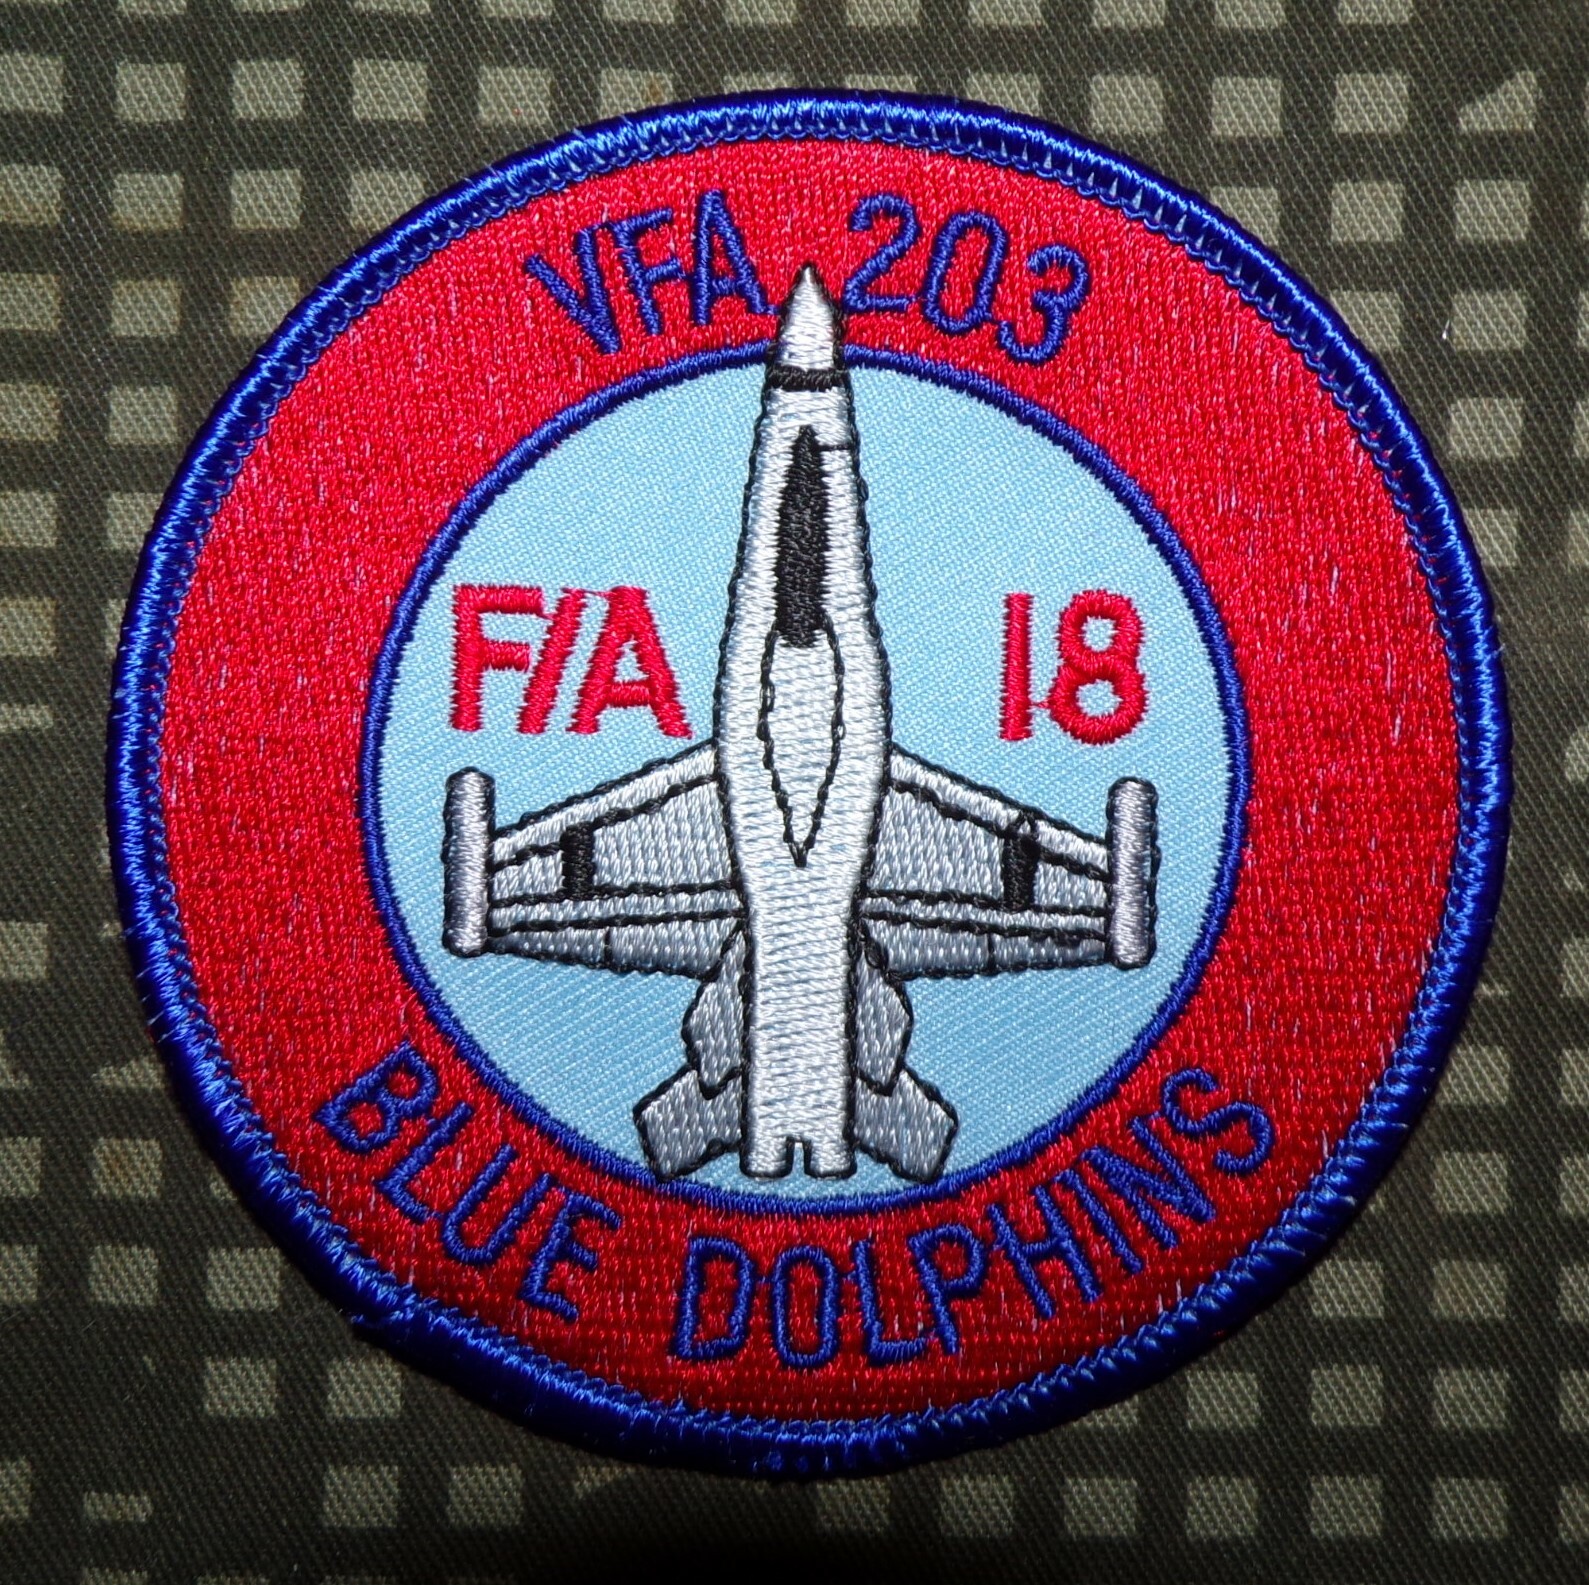 VFA 203
F/A 18
BLUE DOLPHINS